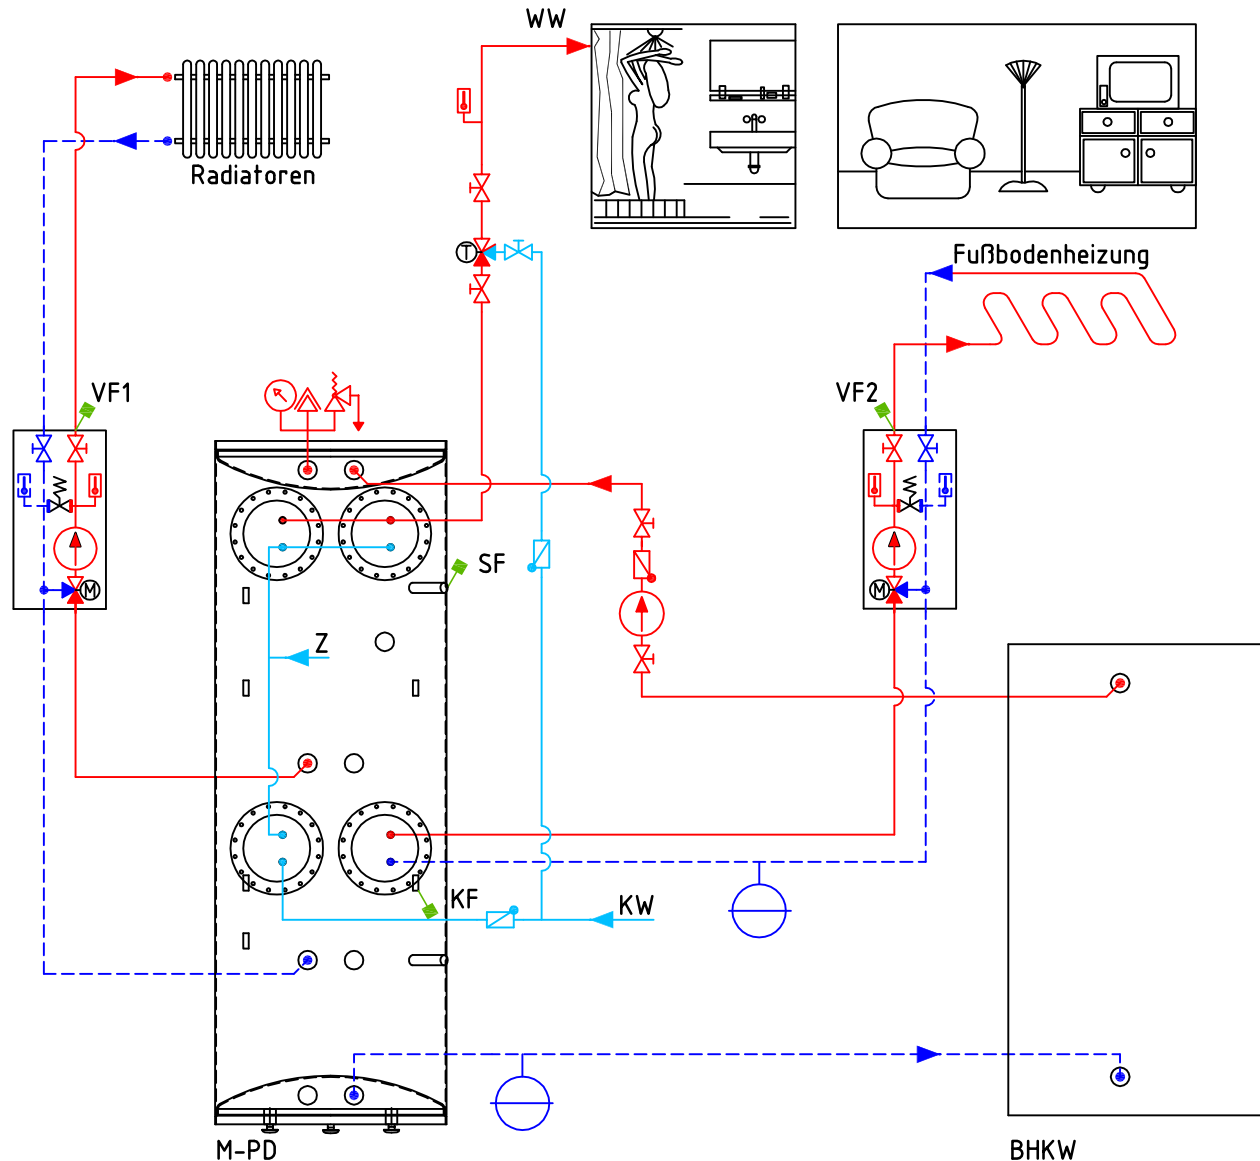 WW
Radiatoren
T
Fußbodenheizung
VF1
VF2
SF
M
M
Z
KF
KW
M-PD
BHKW